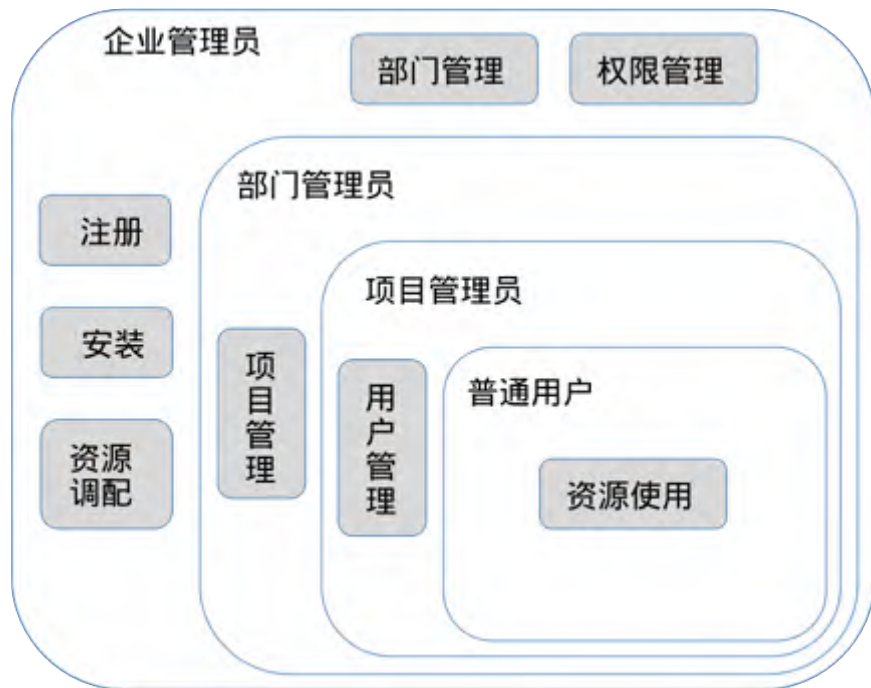 企业管理员
部门管理
权限管理
部门管理员
注册
项目管理员
安装
项目管理
用户管理
普通用户
资源
调配
资源使用